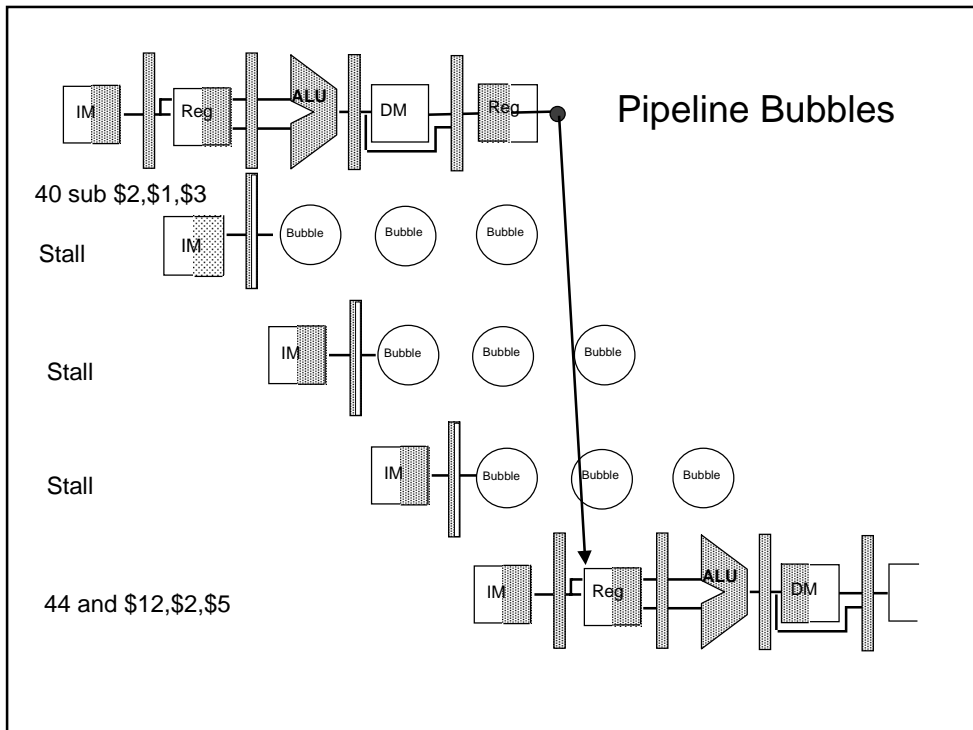 Pipeline Bubbles
IM
Reg
ALU
DM
Reg
40 sub $2,$1,$3
Stall
IM
Bubble
Bubble
Bubble
Stall
IM
Bubble
Bubble
Bubble
Stall
IM
Bubble
Bubble
Bubble
44 and $12,$2,$5
IM
Reg
ALU
DM